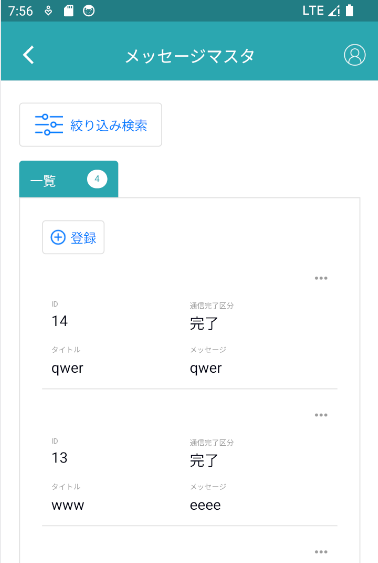 7:56 LTE
メッセージマスタ
絞り込み検索
一覧 4
登録
ID 通信完了区分
14 完了
タイトル メッセージ
qwer qwer
ID 通信完了区分
13 完了
タイトル メッセージ
www eeee